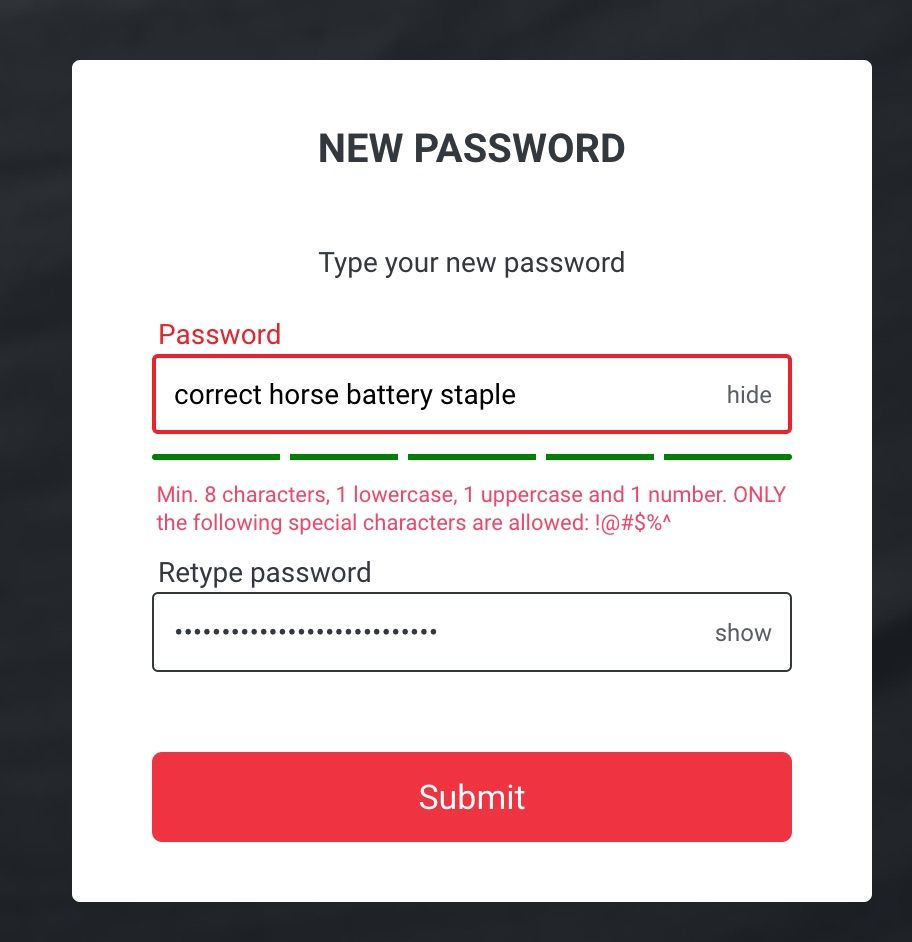 NEW PASSWORD
Type your new password
Password
correct horse battery staple
hide
Min. 8 characters, 1 lowercase, 1 uppercase and 1 number. ONLY
the following special characters are allowed: !@#$%^
Retype password
••••••••••••••••••••••••••••
show
Submit